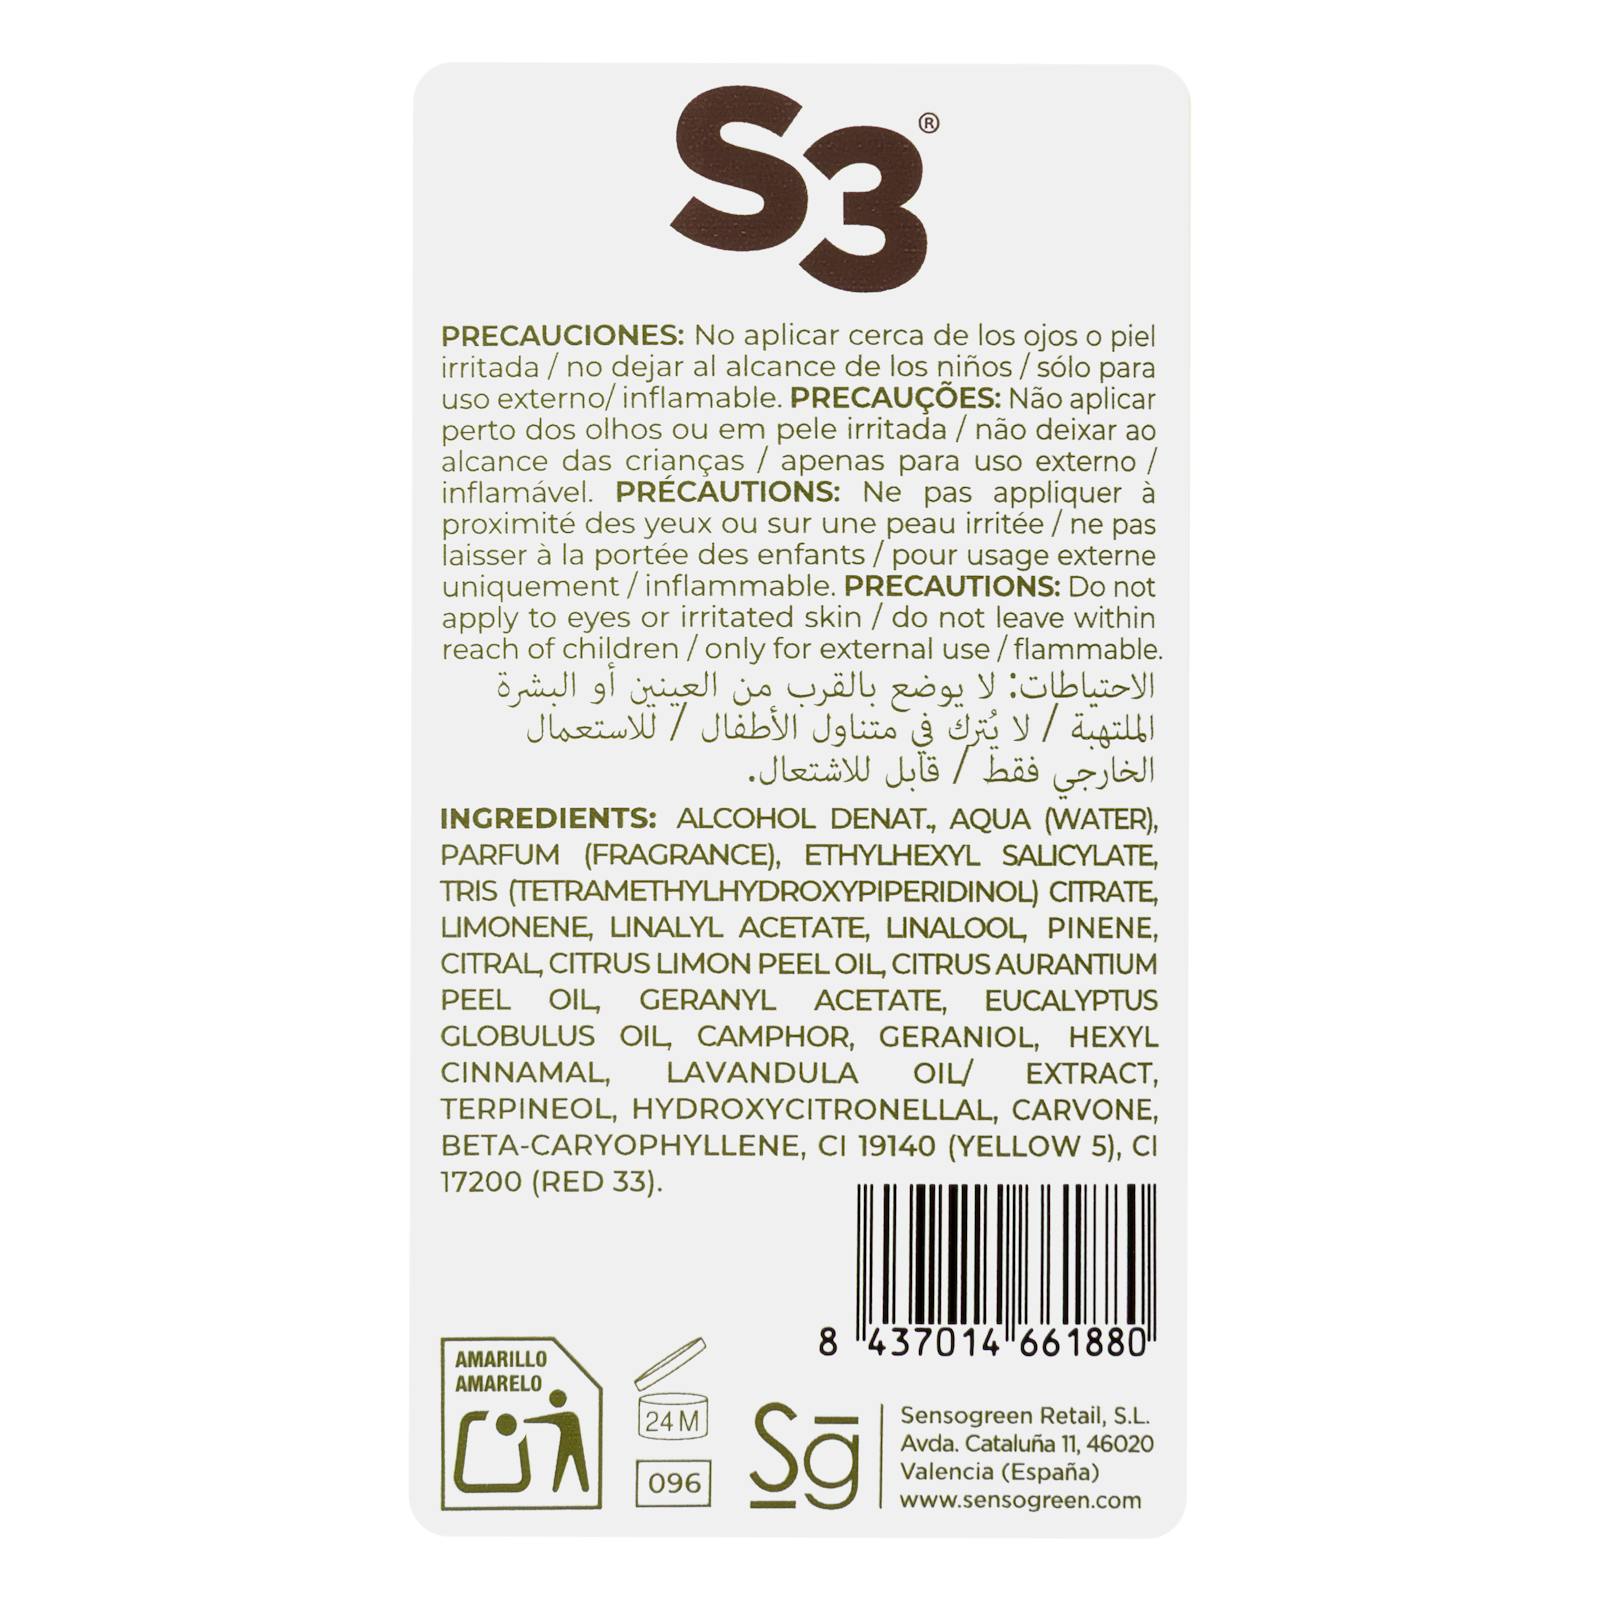 S3®
PRECAUCIONES: No aplicar cerca de los ojos o piel
irritada / no dejar al alcance de los niños / sólo para
uso externo/ inflamable. PRECAUÇÕES: Não aplicar
perto dos olhos ou em pele irritada / não deixar ao
alcance das crianças / apenas para uso externo /
inflamável. PRÉCAUTIONS: Ne pas appliquer à
proximité des yeux ou sur une peau irritée / ne pas
laisser à la portée des enfants / pour usage externe
uniquement / inflammable. PRECAUTIONS: Do not
apply to eyes or irritated skin / do not leave within
reach of children / only for external use / flammable.
الاحتياطات: لا يوضع بالقرب من العينين أو البشرة
الملتهبة / لا يُترك في متناول الأطفال / للاستعمال
الخارجي فقط / قابل للاشتعال.
INGREDIENTS: ALCOHOL DENAT., AQUA (WATER),
PARFUM (FRAGRANCE), ETHYLHEXYL SALICYLATE,
TRIS (TETRAMETHYLHYDROXYPIPERIDINOL) CITRATE,
LIMONENE, LINALYL ACETATE, LINALOOL, PINENE,
CITRAL, CITRUS LIMON PEEL OIL, CITRUS AURANTIUM
PEEL OIL, GERANYL ACETATE, EUCALYPTUS
GLOBULUS OIL, CAMPHOR, GERANIOL, HEXYL
CINNAMAL, LAVANDULA OIL/ EXTRACT,
TERPINEOL, HYDROXYCITRONELLAL, CARVONE,
BETA-CARYOPHYLLENE, CI 19140 (YELLOW 5), CI
17200 (RED 33).
8 437014 661880
AMARILLO
AMARELO
24 M
096
Sg
Sensogreen Retail, S.L.
Avda. Cataluña 11, 46020
Valencia (España)
www.sensogreen.com